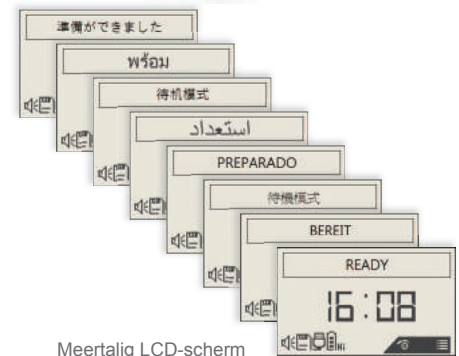 準備ができました
พร้อม
待机模式
استعداد
PREPARADO
待機模式
BEREIT
READY
16:08
Meertalig LCD-scherm